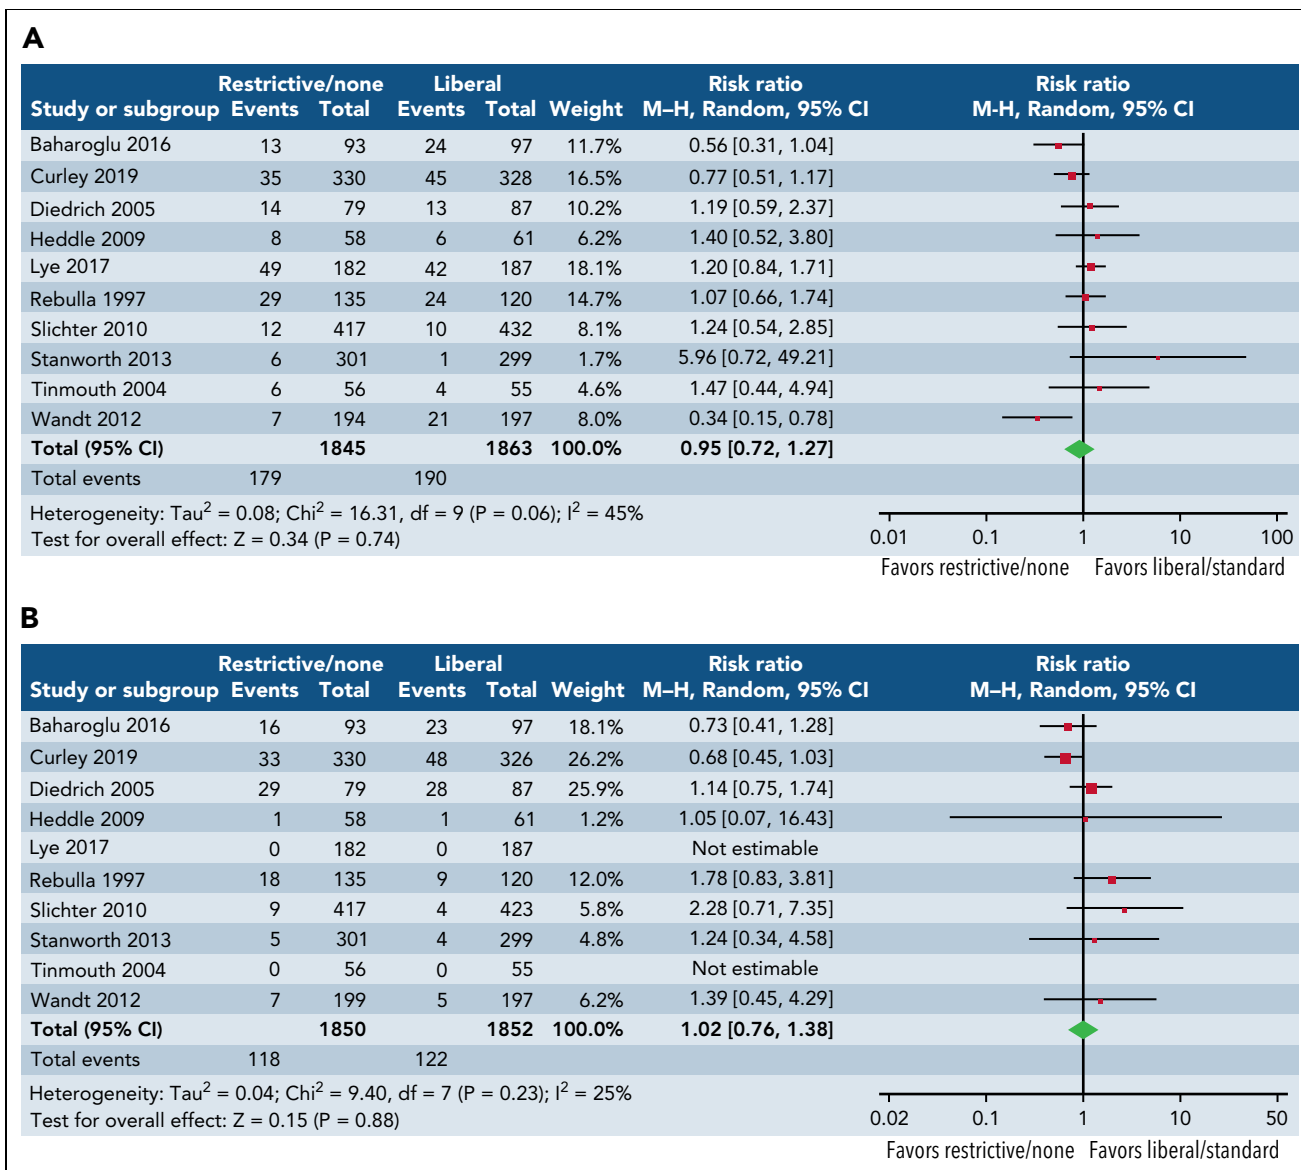 A
Restrictive/none Liberal Risk ratio Risk ratio
Study or subgroup Events Total Events Total Weight M–H, Random, 95% CI M-H, Random, 95% CI
Baharoglu 2016 13 93 24 97 11.7% 0.56 [0.31, 1.04]
Curley 2019 35 330 45 328 16.5% 0.77 [0.51, 1.17]
Diedrich 2005 14 79 13 87 10.2% 1.19 [0.59, 2.37]
Heddle 2009 8 58 6 61 6.2% 1.40 [0.52, 3.80]
Lye 2017 49 182 42 187 18.1% 1.20 [0.84, 1.71]
Rebulla 1997 29 135 24 120 14.7% 1.07 [0.66, 1.74]
Slichter 2010 12 417 10 432 8.1% 1.24 [0.54, 2.85]
Stanworth 2013 6 301 1 299 1.7% 5.96 [0.72, 49.21]
Tinmouth 2004 6 56 4 55 4.6% 1.47 [0.44, 4.94]
Wandt 2012 7 194 21 197 8.0% 0.34 [0.15, 0.78]
Total (95% CI) 1845 1863 100.0% 0.95 [0.72, 1.27]
Total events 179 190
Heterogeneity: Tau² = 0.08; Chi² = 16.31, df = 9 (P = 0.06); I² = 45%
Test for overall effect: Z = 0.34 (P = 0.74)
0.01 0.1 1 10 100
Favors restrictive/none Favors liberal/standard
B
Restrictive/none Liberal Risk ratio Risk ratio
Study or subgroup Events Total Events Total Weight M–H, Random, 95% CI M–H, Random, 95% CI
Baharoglu 2016 16 93 23 97 18.1% 0.73 [0.41, 1.28]
Curley 2019 33 330 48 326 26.2% 0.68 [0.45, 1.03]
Diedrich 2005 29 79 28 87 25.9% 1.14 [0.75, 1.74]
Heddle 2009 1 58 1 61 1.2% 1.05 [0.07, 16.43]
Lye 2017 0 182 0 187 Not estimable
Rebulla 1997 18 135 9 120 12.0% 1.78 [0.83, 3.81]
Slichter 2010 9 417 4 423 5.8% 2.28 [0.71, 7.35]
Stanworth 2013 5 301 4 299 4.8% 1.24 [0.34, 4.58]
Tinmouth 2004 0 56 0 55 Not estimable
Wandt 2012 7 199 5 197 6.2% 1.39 [0.45, 4.29]
Total (95% CI) 1850 1852 100.0% 1.02 [0.76, 1.38]
Total events 118 122
Heterogeneity: Tau² = 0.04; Chi² = 9.40, df = 7 (P = 0.23); I² = 25%
Test for overall effect: Z = 0.15 (P = 0.88)
0.02 0.1 1 10 50
Favors restrictive/none Favors liberal/standard